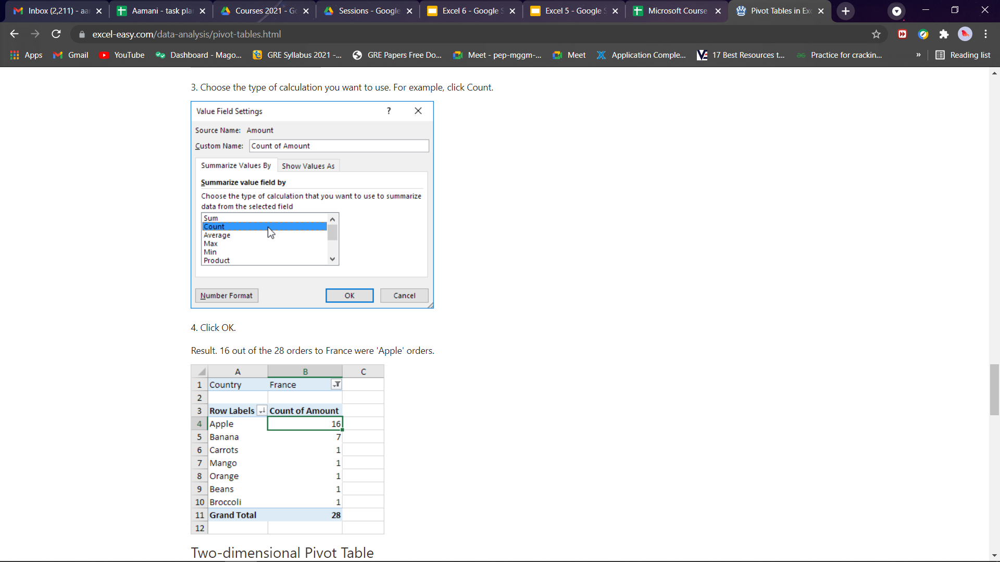 Inbox (2,211) - aa
Aamani - task pla
Courses 2021 - Go
Sessions - Google
Excel 6 - Google S
Excel 5 - Google S
Microsoft Course
Pivot Tables in Exc
excel-easy.com/data-analysis/pivot-tables.html
Apps
Gmail
YouTube
Dashboard - Mago...
GRE Syllabus 2021 -...
GRE Papers Free Do...
Meet - pep-mggm-...
Meet
Application Comple...
17 Best Resources t...
Practice for crackin...
»
Reading list
3. Choose the type of calculation you want to use. For example, click Count.
Value Field Settings
?
Source Name: Amount
Custom Name: Count of Amount
Summarize Values By
Show Values As
Summarize value field by
Choose the type of calculation that you want to use to summarize
data from the selected field
Sum
Count
Average
Max
Min
Product
Number Format
OK
Cancel
4. Click OK.
Result. 16 out of the 28 orders to France were 'Apple' orders.
A B C
1 Country France
2
3 Row Labels Count of Amount
4 Apple 16
5 Banana 7
6 Carrots 1
7 Mango 1
8 Orange 1
9 Beans 1
10 Broccoli 1
11 Grand Total 28
12
Two-dimensional Pivot Table